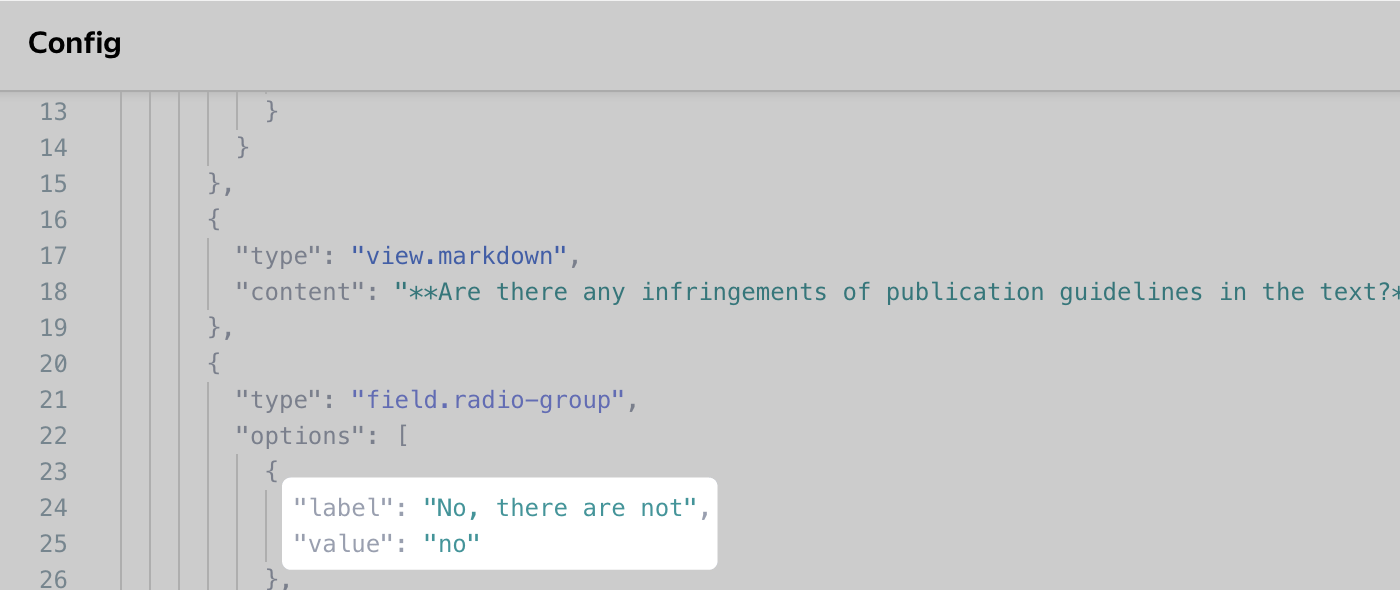 Config
13 }
14 }
15 },
16 {
17 "type": "view.markdown",
18 "content": "**Are there any infringements of publication guidelines in the text?*
19 },
20 {
21 "type": "field.radio-group",
22 "options": [
23 {
24 "label": "No, there are not",
25 "value": "no"
26 },